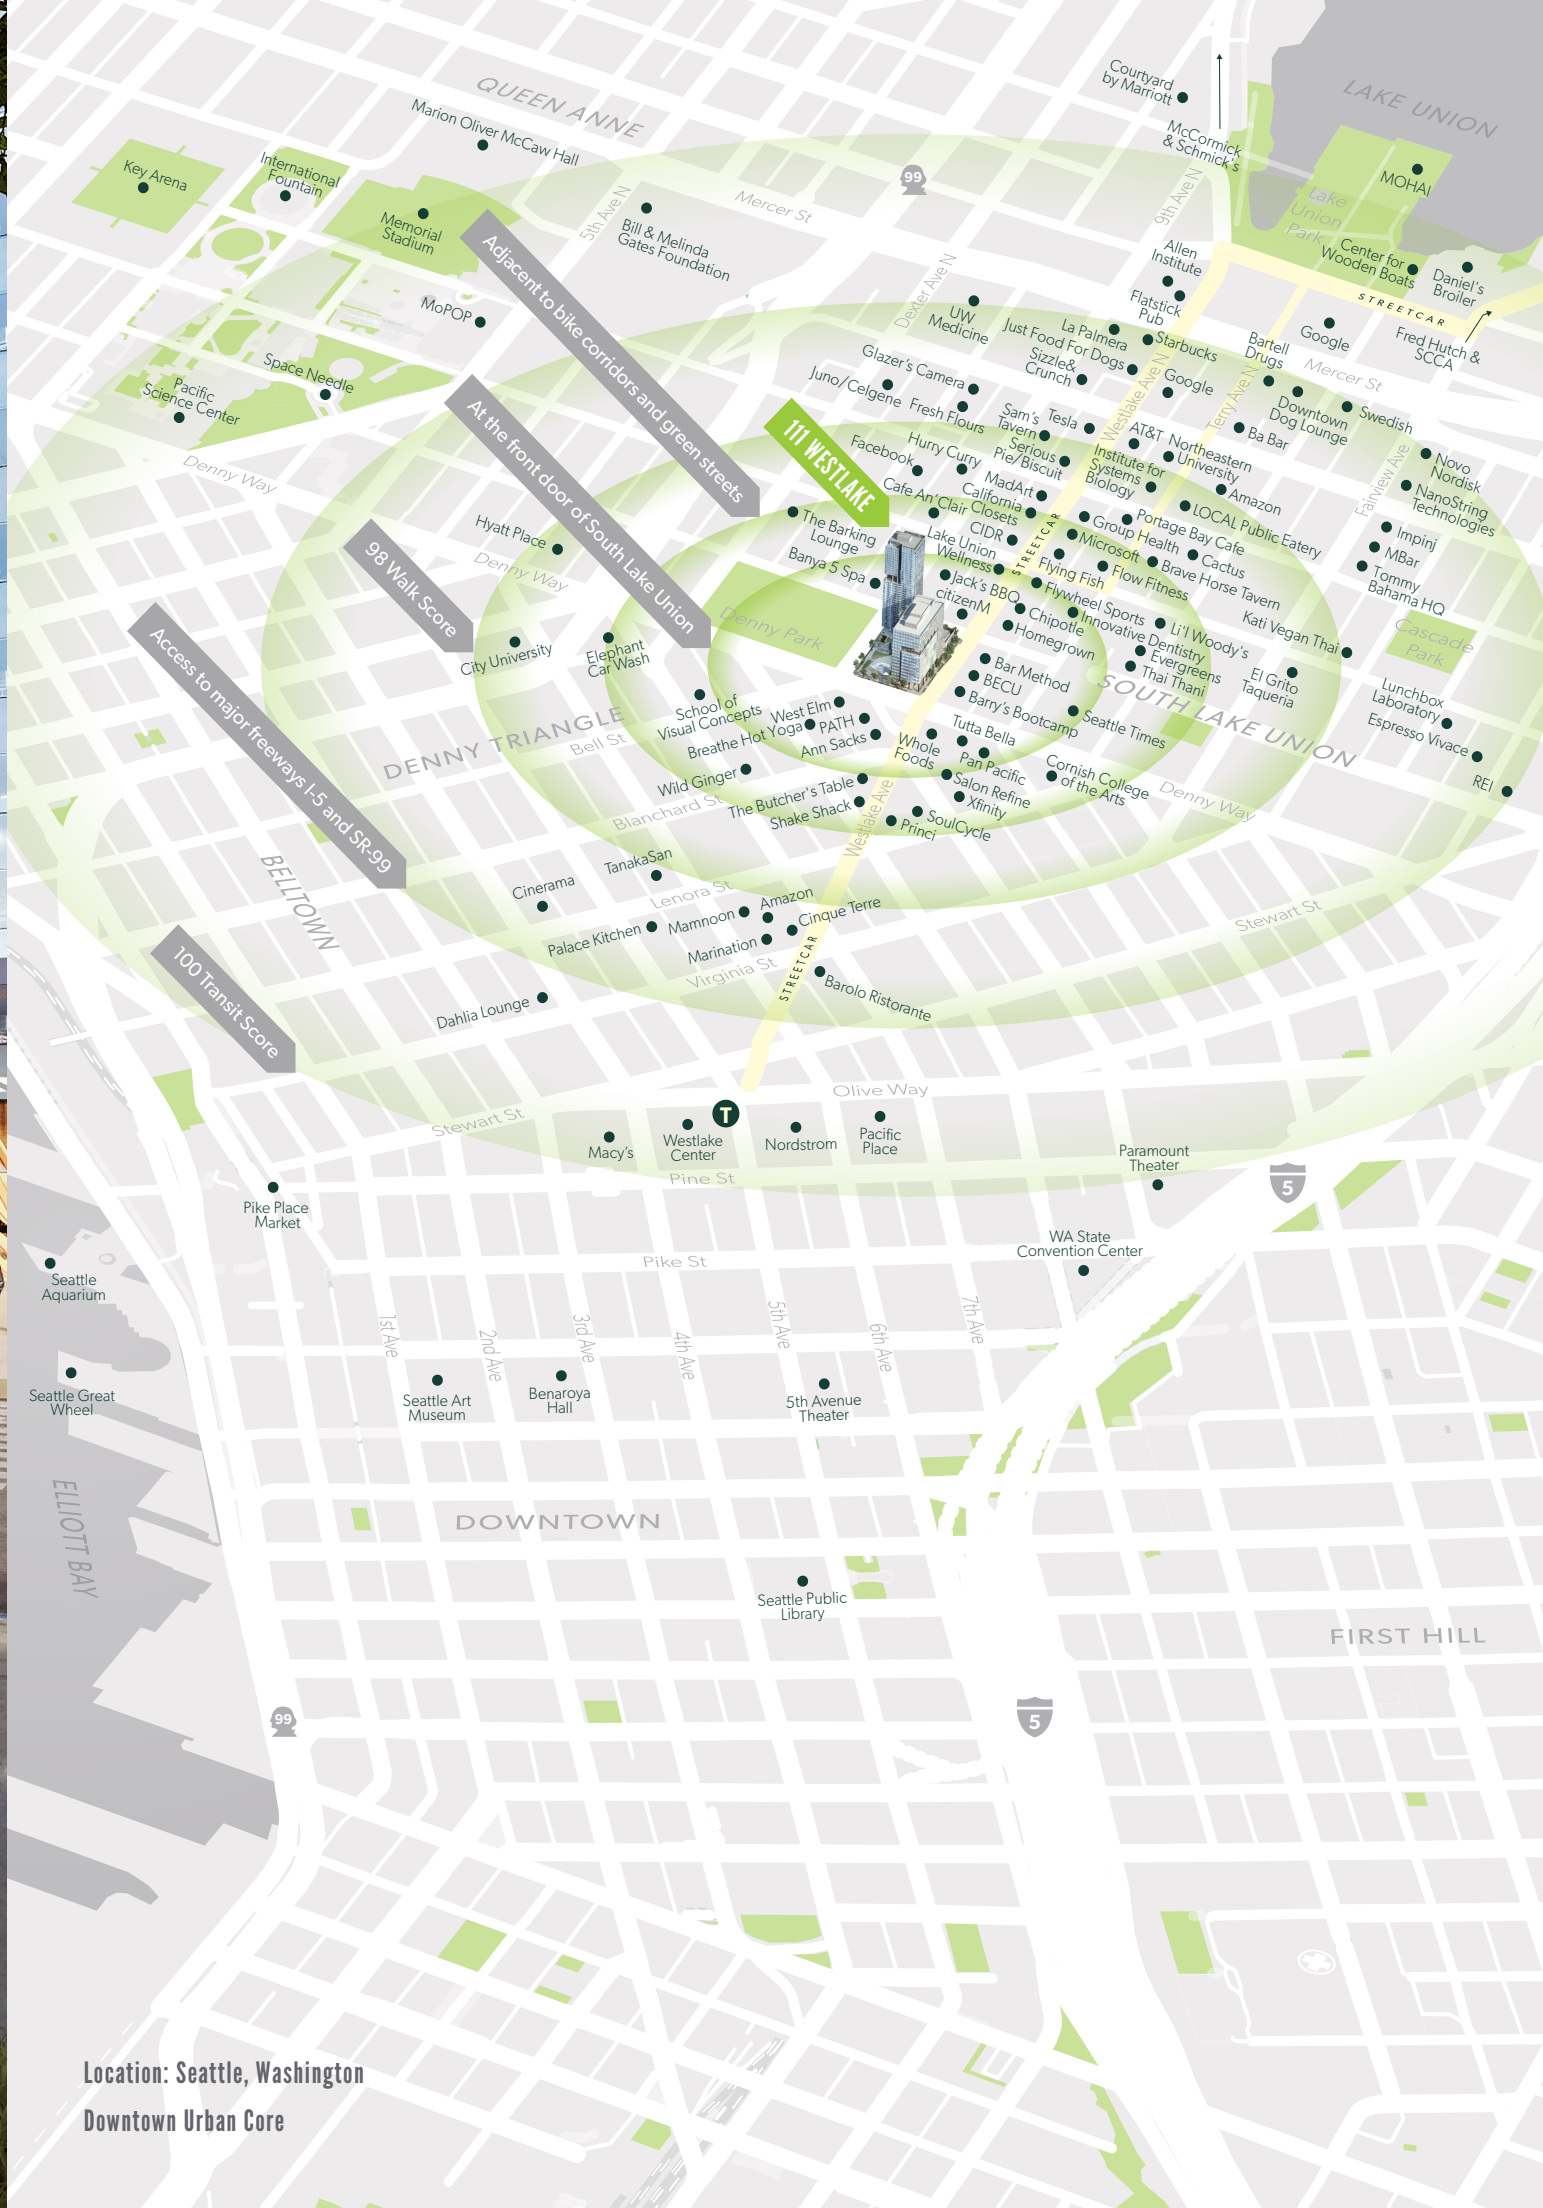 Courtyard
by Marriott
LAKE UNION
QUEEN ANNE
Marion Oliver McCaw Hall
McCormick
& Schmick's
Key Arena
International
Fountain
99
MOHAI
Mercer St
5th Ave N
9th Ave N
Lake
Union
Park
Memorial
Stadium
Bill & Melinda
Gates Foundation
Adjacent to bike corridors and green streets
Allen
Institute
Center for
Wooden Boats
Daniel's
Broiler
Dexter Ave N
Flatstick
Pub
STREETCAR
MoPOP
UW
Medicine
La Palmera
Just Food For Dogs
Starbucks
Sizzle &
Crunch
Google
Bartell
Drugs
Google
Fred Hutch &
SCCA
Mercer St
Space Needle
Pacific
Science Center
Glazer's Camera
Juno/Celgene
Fresh Flours
Westlake Ave N
Terry Ave N
Downtown
Dog Lounge
Swedish
At the front door of South Lake Union
111 WESTLAKE
Sam's
Tavern
Tesla
AT&T
Northeastern
University
Ba Bar
Serious
Pie/Biscuit
Facebook
Hurry Curry
Institute for
Systems
Biology
Fairview Ave
Novo
Nordisk
NanoString
Technologies
Denny Way
MadArt
California
Closets
Cafe An'Clair
Amazon
LOCAL Public Eatery
Portage Bay Cafe
Group Health
Impinj
MBar
Tommy
Bahama HQ
Hyatt Place
The Barking
Lounge
CIDR
Lake Union
Wellness
STREETCAR
Microsoft
Cactus
Brave Horse Tavern
98 Walk Score
Denny Way
Banya 5 Spa
Flying Fish
Flow Fitness
Jack's BBQ
citizenM
Flywheel Sports
Chipotle
Innovative Dentistry
Li'l Woody's
Kati Vegan Thai
Cascade
Park
Access to major freeways I-5 and SR-99
Denny Park
Homegrown
Evergreens
Thai Thani
City University
Elephant
Car Wash
Bar Method
BECU
Barry's Bootcamp
SOUTH LAKE UNION
El Grito
Taqueria
Lunchbox
Laboratory
School of
Visual Concepts
West Elm
PATH
Breathe Hot Yoga
Ann Sacks
Seattle Times
Espresso Vivace
DENNY TRIANGLE
Bell St
Whole
Foods
Tutta Bella
Pan Pacific
REI
Wild Ginger
The Butcher's Table
Salon Refine
Cornish College
of the Arts
Denny Way
Blanchard St
Shake Shack
Xfinity
Westlake Ave
SoulCycle
Princi
BELLTOWN
TanakaSan
Cinerama
Lenora St
Amazon
Mamnoon
Cinque Terre
Stewart St
Palace Kitchen
Marination
100 Transit Score
Virginia St
STREETCAR
Barolo Ristorante
Dahlia Lounge
Olive Way
Stewart St
T
Macy's
Westlake
Center
Nordstrom
Pacific
Place
Paramount
Theater
Pine St
5
Pike Place
Market
WA State
Convention Center
Pike St
Seattle
Aquarium
1st Ave
2nd Ave
3rd Ave
4th Ave
5th Ave
6th Ave
7th Ave
Seattle Great
Wheel
Seattle Art
Museum
Benaroya
Hall
5th Avenue
Theater
ELLIOTT BAY
DOWNTOWN
Seattle Public
Library
FIRST HILL
99
5
Location: Seattle, Washington
Downtown Urban Core